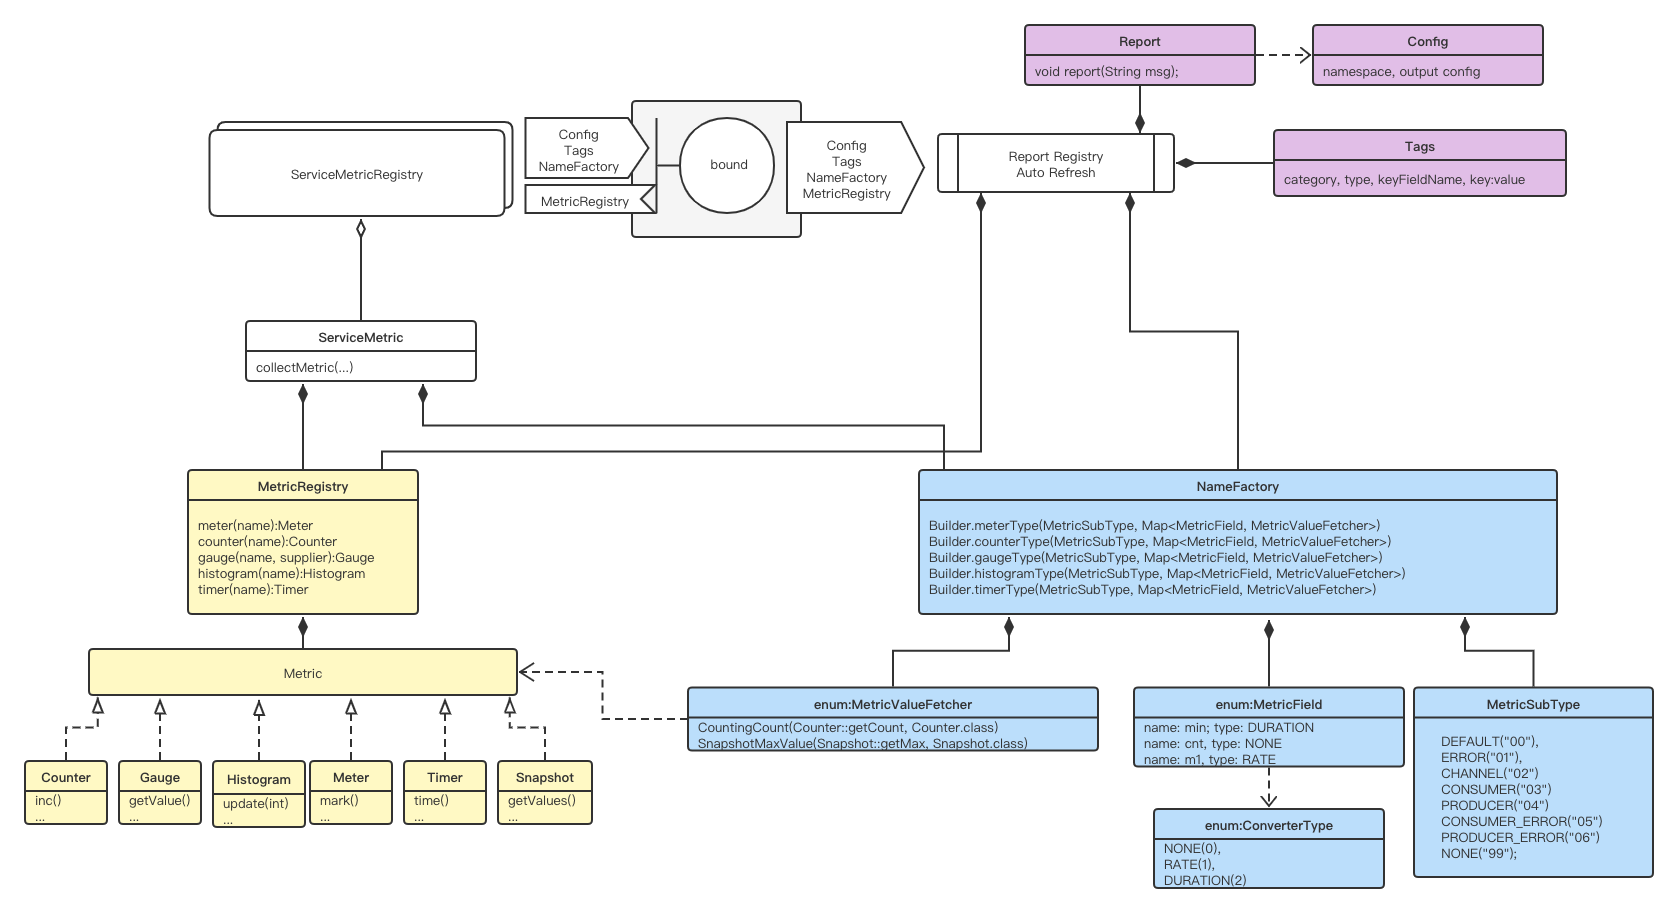 Report
void report(String msg);
Config
namespace, output config
ServiceMetricRegistry
Config
Tags
NameFactory
MetricRegistry
bound
Config
Tags
NameFactory
MetricRegistry
Report Registry
Auto Refresh
Tags
category, type, keyFieldName, key:value
ServiceMetric
collectMetric(...)
MetricRegistry
meter(name):Meter
counter(name):Counter
gauge(name, supplier):Gauge
histogram(name):Histogram
timer(name):Timer
NameFactory
Builder.meterType(MetricSubType, Map<MetricField, MetricValueFetcher>)
Builder.counterType(MetricSubType, Map<MetricField, MetricValueFetcher>)
Builder.gaugeType(MetricSubType, Map<MetricField, MetricValueFetcher>)
Builder.histogramType(MetricSubType, Map<MetricField, MetricValueFetcher>)
Builder.timerType(MetricSubType, Map<MetricField, MetricValueFetcher>)
Metric
enum:MetricValueFetcher
CountingCount(Counter::getCount, Counter.class)
SnapshotMaxValue(Snapshot::getMax, Snapshot.class)
enum:MetricField
name: min; type: DURATION
name: cnt, type: NONE
name: m1, type: RATE
MetricSubType
DEFAULT("00"),
ERROR("01"),
CHANNEL("02")
CONSUMER("03")
PRODUCER("04")
CONSUMER_ERROR("05")
PRODUCER_ERROR("06")
NONE("99");
Counter
inc()
...
Gauge
getValue()
...
Histogram
update(int)
...
Meter
mark()
...
Timer
time()
...
Snapshot
getValues()
...
enum:ConverterType
NONE(0),
RATE(1),
DURATION(2)